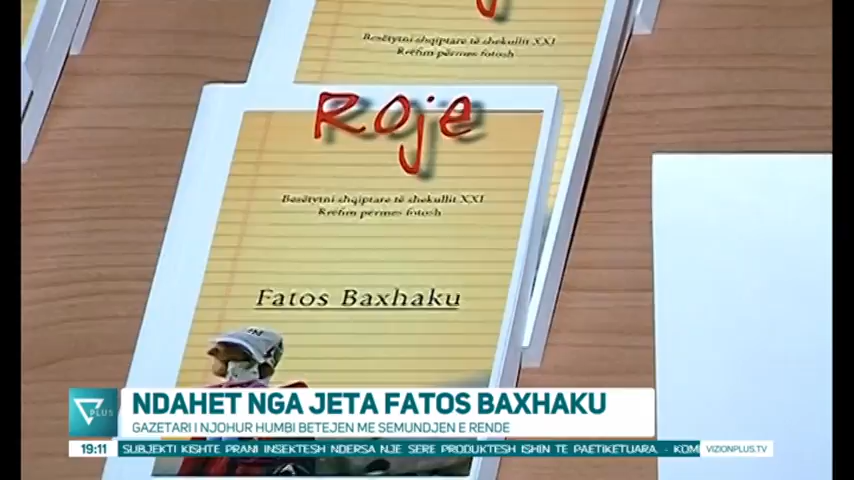 Besëtytni shqiptare të shekullit XXI
Rrëfim përmes fotosh
Roje
Besëtytni shqiptare të shekullit XXI
Rrëfim përmes fotosh
Fatos Baxhaku
PLUS
NDAHET NGA JETA FATOS BAXHAKU
GAZETARI I NJOHUR HUMBI BETEJEN ME SEMUNDJEN E RENDE
19:11 SUBJEKTI KISHTE PRANI INSEKTESH NDERSA NJE SERE PRODUKTESH ISHIN TE PAETIKETUARA. - KOM VIZIONPLUS.TV